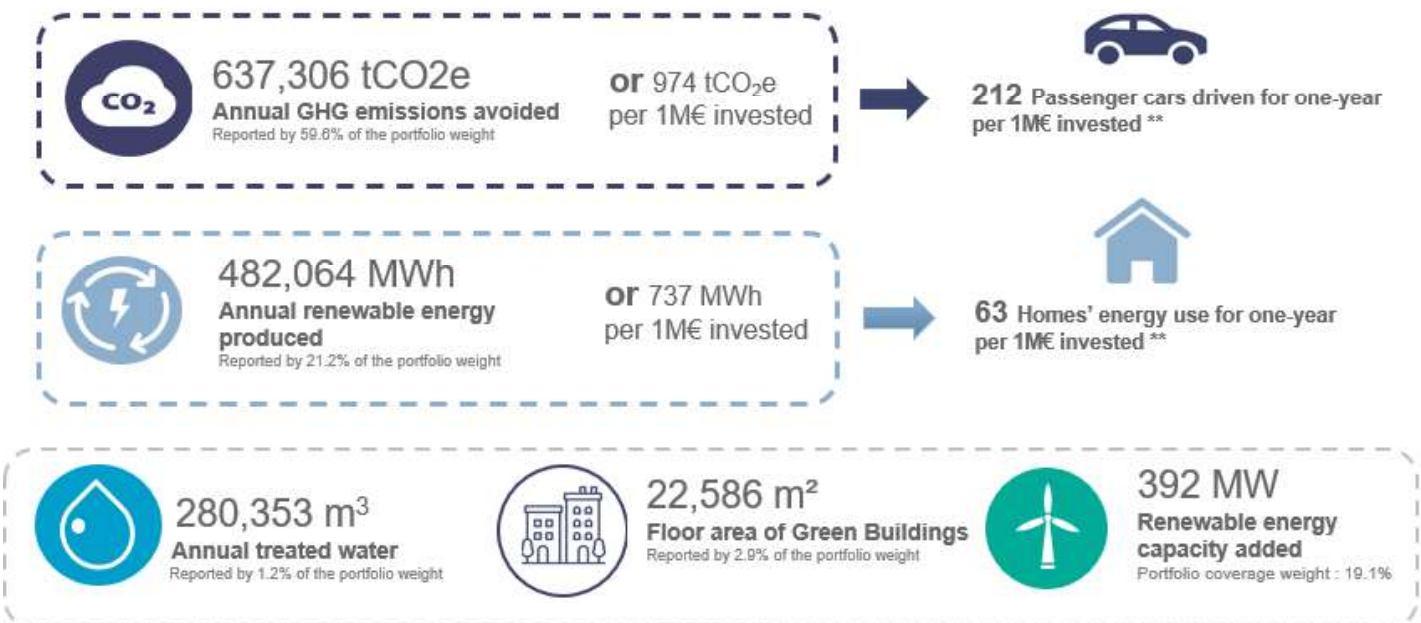 CO₂
637,306 tCO2e
Annual GHG emissions avoided
Reported by 59.6% of the portfolio weight
or 974 tCO₂e
per 1M€ invested
212 Passenger cars driven for one-year
per 1M€ invested **
482,064 MWh
Annual renewable energy
produced
Reported by 21.2% of the portfolio weight
or 737 MWh
per 1M€ invested
63 Homes' energy use for one-year
per 1M€ invested **
280,353 m³
Annual treated water
Reported by 1.2% of the portfolio weight
22,586 m²
Floor area of Green Buildings
Reported by 2.9% of the portfolio weight
392 MW
Renewable energy
capacity added
Portfolio coverage weight : 19.1%